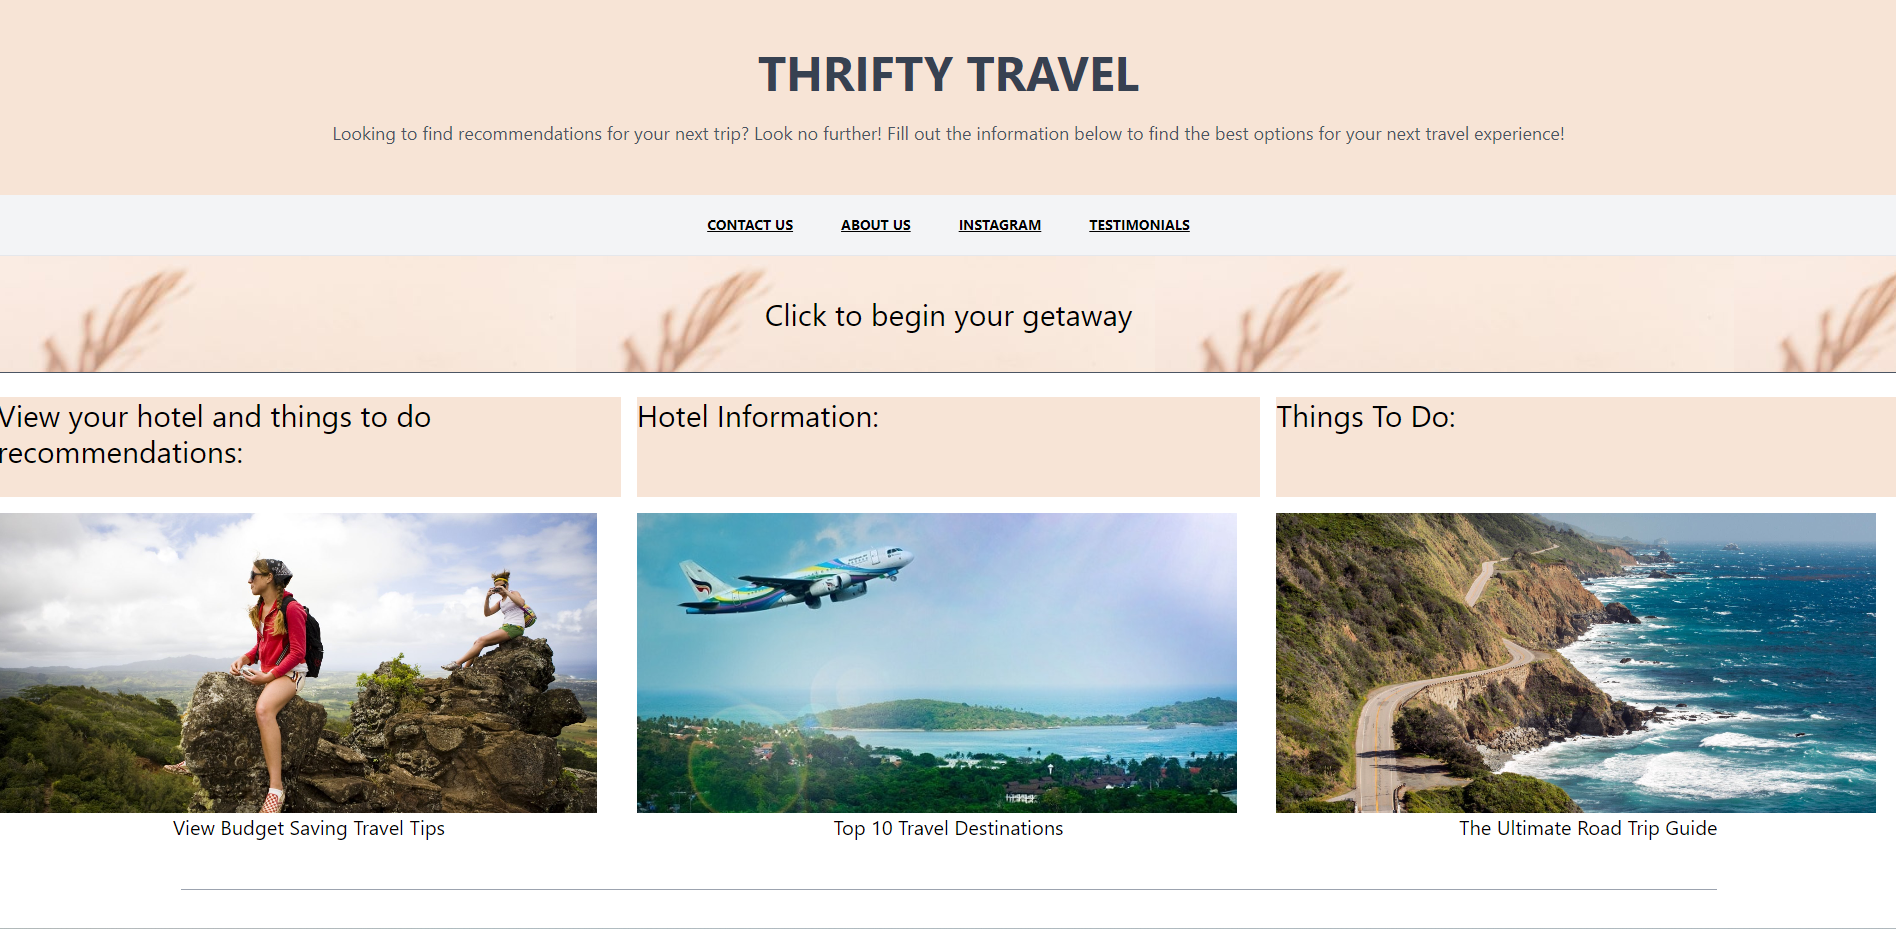 THRIFTY TRAVEL
Looking to find recommendations for your next trip? Look no further! Fill out the information below to find the best options for your next travel experience!
CONTACT US ABOUT US INSTAGRAM TESTIMONIALS
Click to begin your getaway
View your hotel and things to do
recommendations:
Hotel Information:
Things To Do:
View Budget Saving Travel Tips
Top 10 Travel Destinations
The Ultimate Road Trip Guide